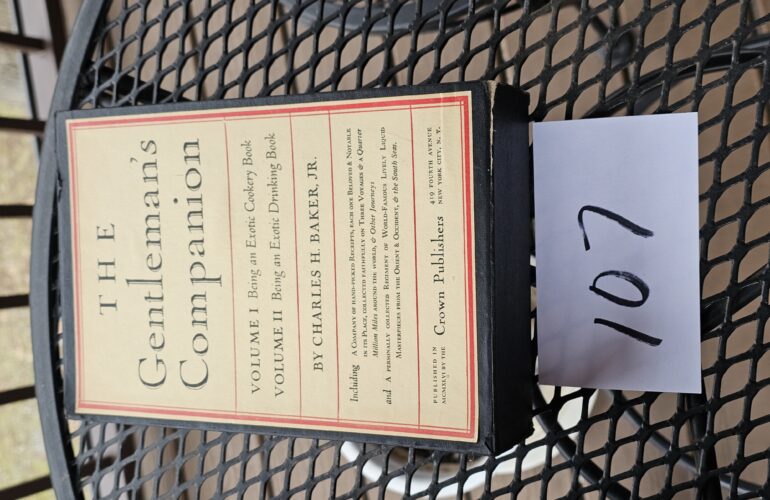 THE
Gentleman's
Companion
VOLUME I Being an Exotic Cookery Book
VOLUME II Being an Exotic Drinking Book
BY CHARLES H. BAKER, JR.
Including A COMPANY OF HAND-PICKED RECEIPTS, EACH ONE BELOVED & NOTABLE
IN ITS PLACE, COLLECTED FAITHFULLY ON THREE VOYAGES & A QUARTER
MILLION MILES AROUND THE WORLD, & OTHER JOURNEYS
and A PERSONALLY COLLECTED REGIMENT OF WORLD-FAMOUS LIVELY LIQUID
MASTERPIECES FROM THE ORIENT & OCCIDENT, & THE SOUTH SEAS.
PUBLISHED IN
MCMXLVI BY THE
Crown Publishers
419 FOURTH AVENUE
NEW YORK CITY, N. Y.
107